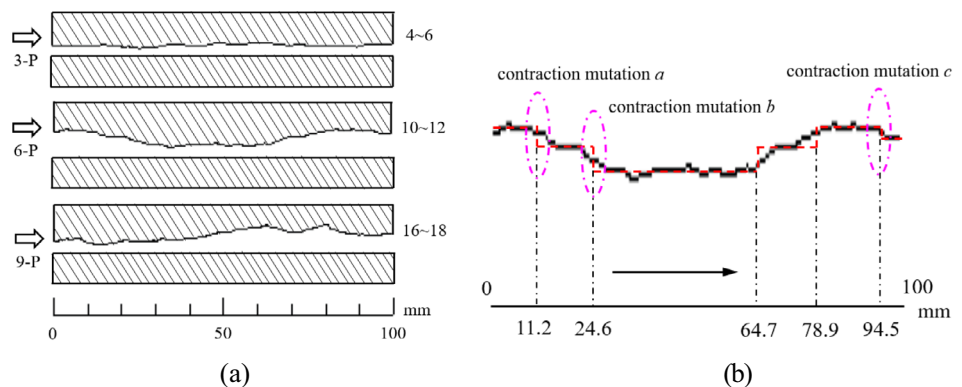 4~6
3-P
10~12
6-P
16~18
9-P
mm
0 50 100
(a)
contraction mutation a
contraction mutation b
contraction mutation c
0
100
mm
11.2 24.6 64.7 78.9 94.5
(b)